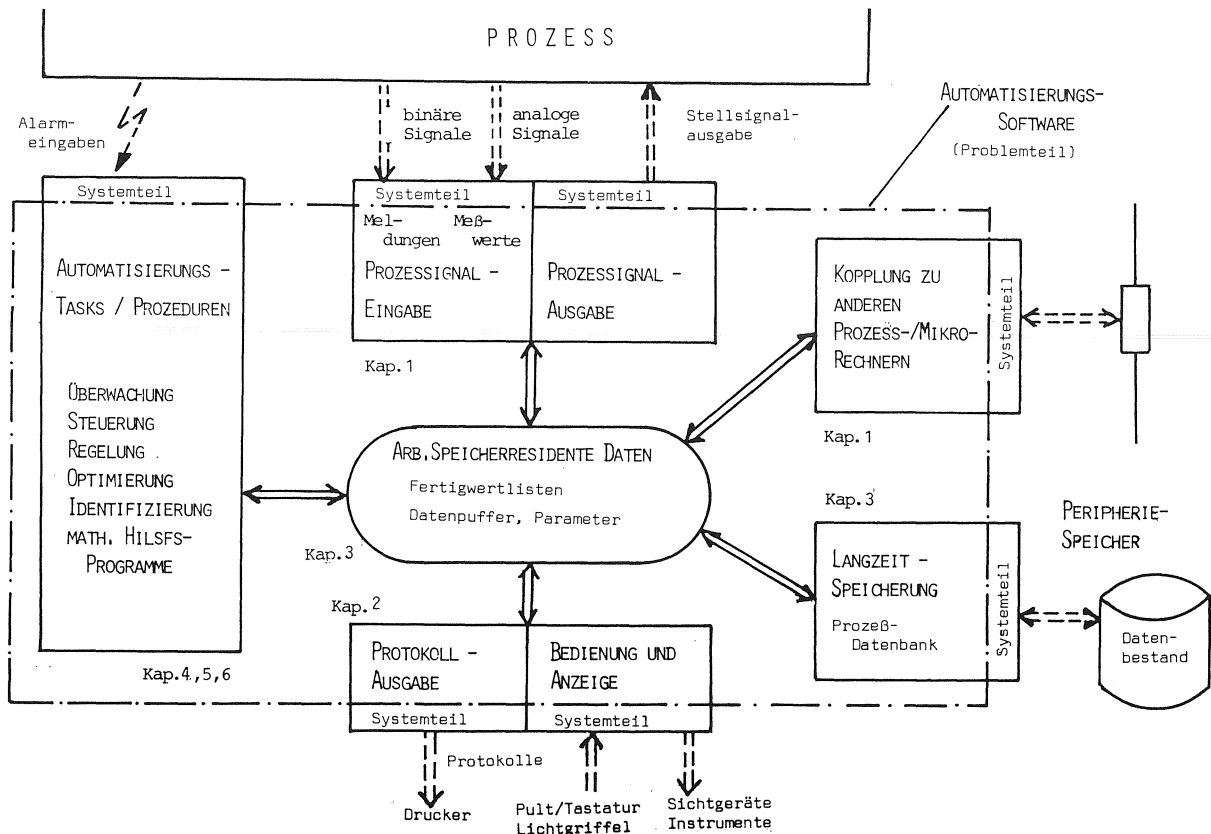 PROZESS
Alarm-
eingaben
binäre
Signale
analoge
Signale
Stellsignal-
ausgabe
AUTOMATISIERUNGS-
SOFTWARE
(Problemteil)
Systemteil
AUTOMATISIERUNGS -
TASKS / PROZEDUREN
ÜBERWACHUNG
STEUERUNG
REGELUNG
OPTIMIERUNG
IDENTIFIZIERUNG
MATH. HILSFS-
PROGRAMME
Kap.4,5,6
Systemteil
Mel-
dungen
Meß-
werte
PROZESSIGNAL -
EINGABE
Systemteil
PROZESSIGNAL -
AUSGABE
Kap.1
KOPPLUNG ZU
ANDEREN
PROZESS-/MIKRO-
RECHNERN
Systemteil
Kap.1
ARB.SPEICHERRESIDENTE DATEN
Fertigwertlisten
Datenpuffer, Parameter
Kap.3
Kap.3
LANGZEIT -
SPEICHERUNG
Prozeß-
Datenbank
Systemteil
PERIPHERIE-
SPEICHER
Daten-
bestand
Kap.2
PROTOKOLL -
AUSGABE
Systemteil
BEDIENUNG UND
ANZEIGE
Systemteil
Protokolle
Drucker
Pult/Tastatur
Lichtgriffel
Sichtgeräte
Instrumente